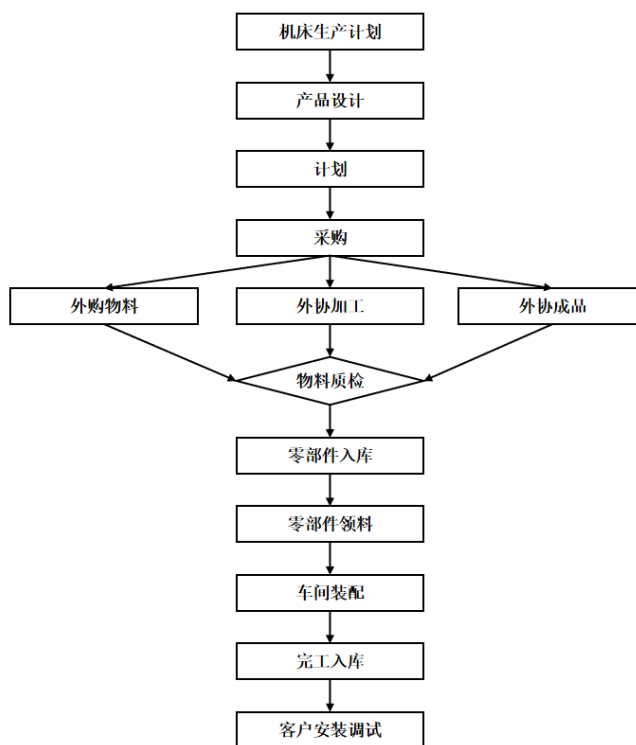 机床生产计划
产品设计
计划
采购
外购物料
外协加工
外协成品
物料质检
零部件入库
零部件领料
车间装配
完工入库
客户安装调试